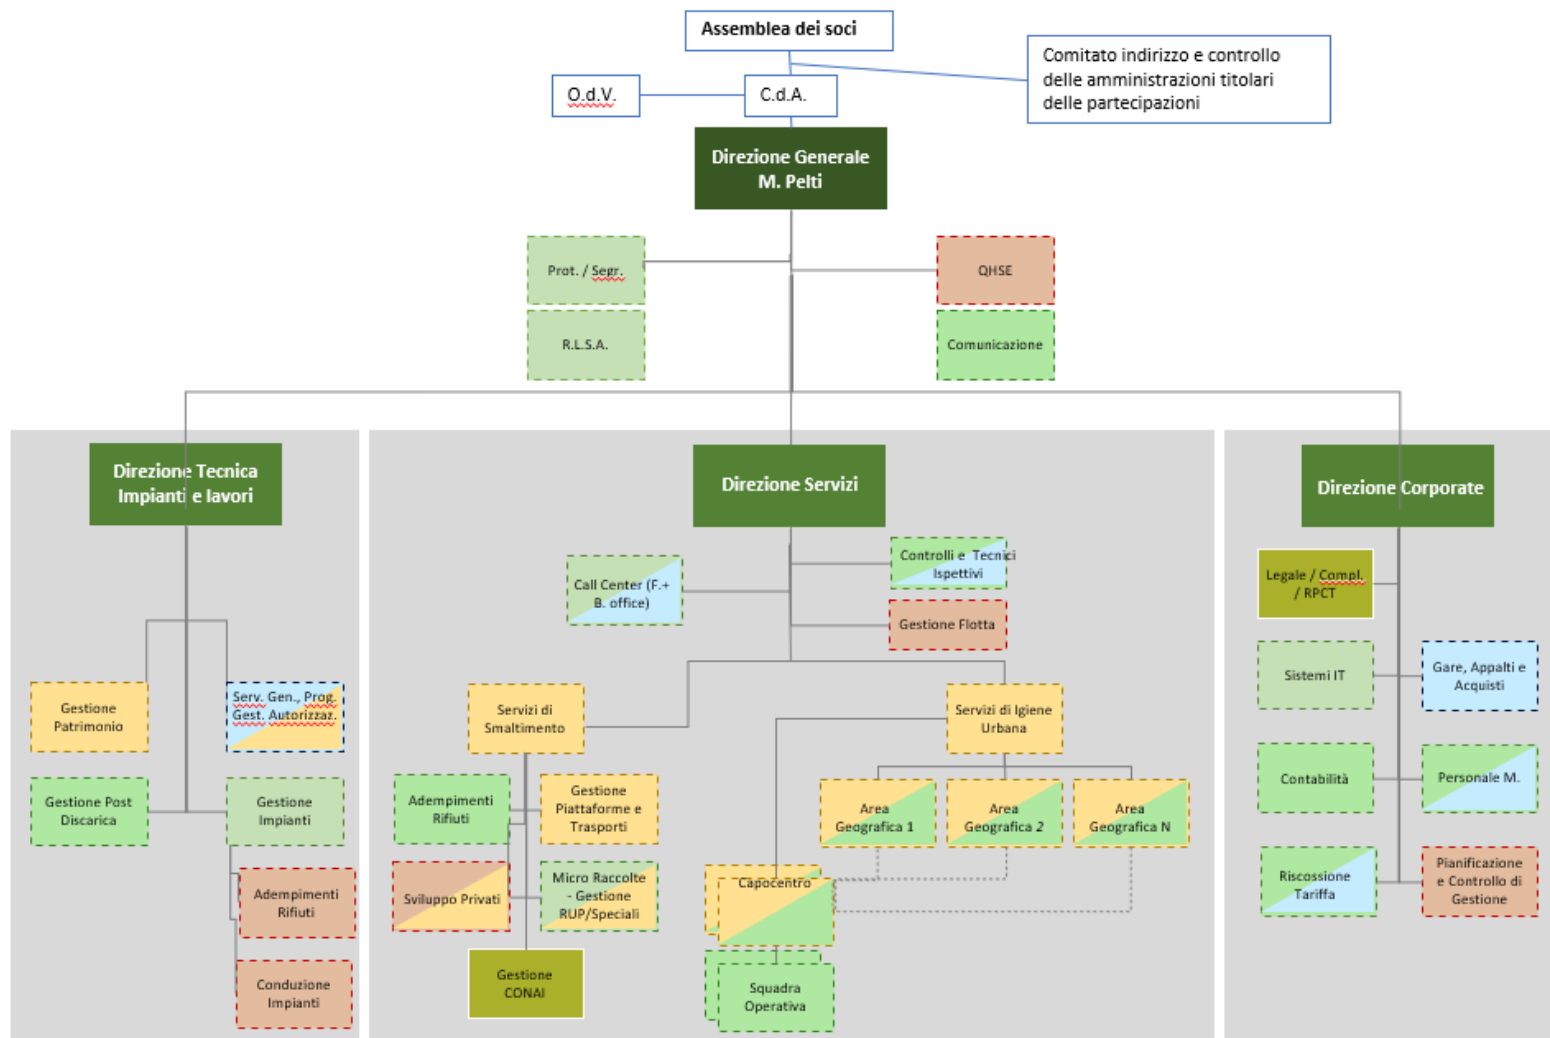 Assemblea dei soci
Comitato indirizzo e controllo
delle amministrazioni titolari
delle partecipazioni
O.d.V.
C.d.A.
Direzione Generale
M. Pelti
Prot. / Segr.
QHSE
R.L.S.A.
Comunicazione
Direzione Tecnica
Impianti e lavori
Direzione Servizi
Direzione Corporate
Call Center (F.+
B. office)
Controlli e Tecnici
Ispettivi
Gestione Flotta
Legale / Compl.
/ RPCT
Sistemi IT
Gare, Appalti e
Acquisti
Gestione
Patrimonio
Serv. Gen., Prog.
Gest. Autorizzaz.
Servizi di
Smaltimento
Servizi di Igiene
Urbana
Contabilità
Personale M.
Gestione Post
Discarica
Gestione
Impianti
Adempimenti
Rifiuti
Gestione
Piattaforme e
Trasporti
Area
Geografica 1
Area
Geografica 2
Area
Geografica N
Adempimenti
Rifiuti
Sviluppo Privati
Micro Raccolte
- Gestione
RUP/Speciali
Capocentro
Riscossione
Tariffa
Pianificazione
e Controllo di
Gestione
Conduzione
Impianti
Gestione
CONAI
Squadra
Operativa